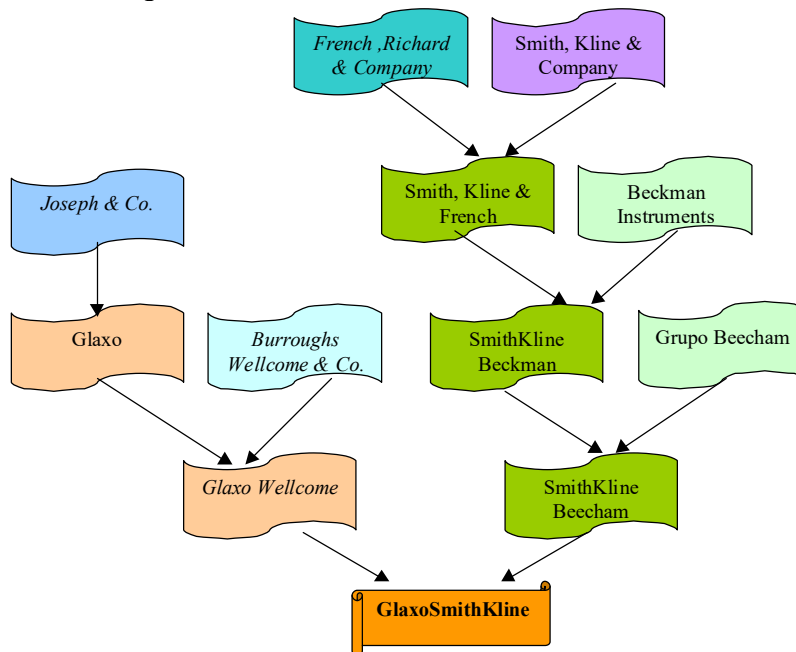 French ,Richard
& Company
Smith, Kline &
Company
Joseph & Co.
Smith, Kline &
French
Beckman
Instruments
Glaxo
Burroughs
Wellcome & Co.
SmithKline
Beckman
Grupo Beecham
Glaxo Wellcome
SmithKline
Beecham
GlaxoSmithKline